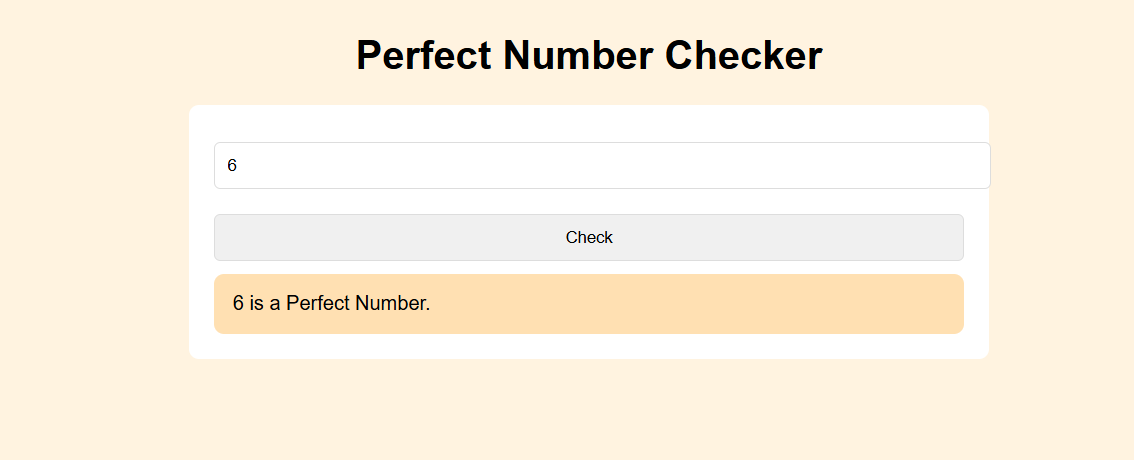 Perfect Number Checker
6
Check
6 is a Perfect Number.